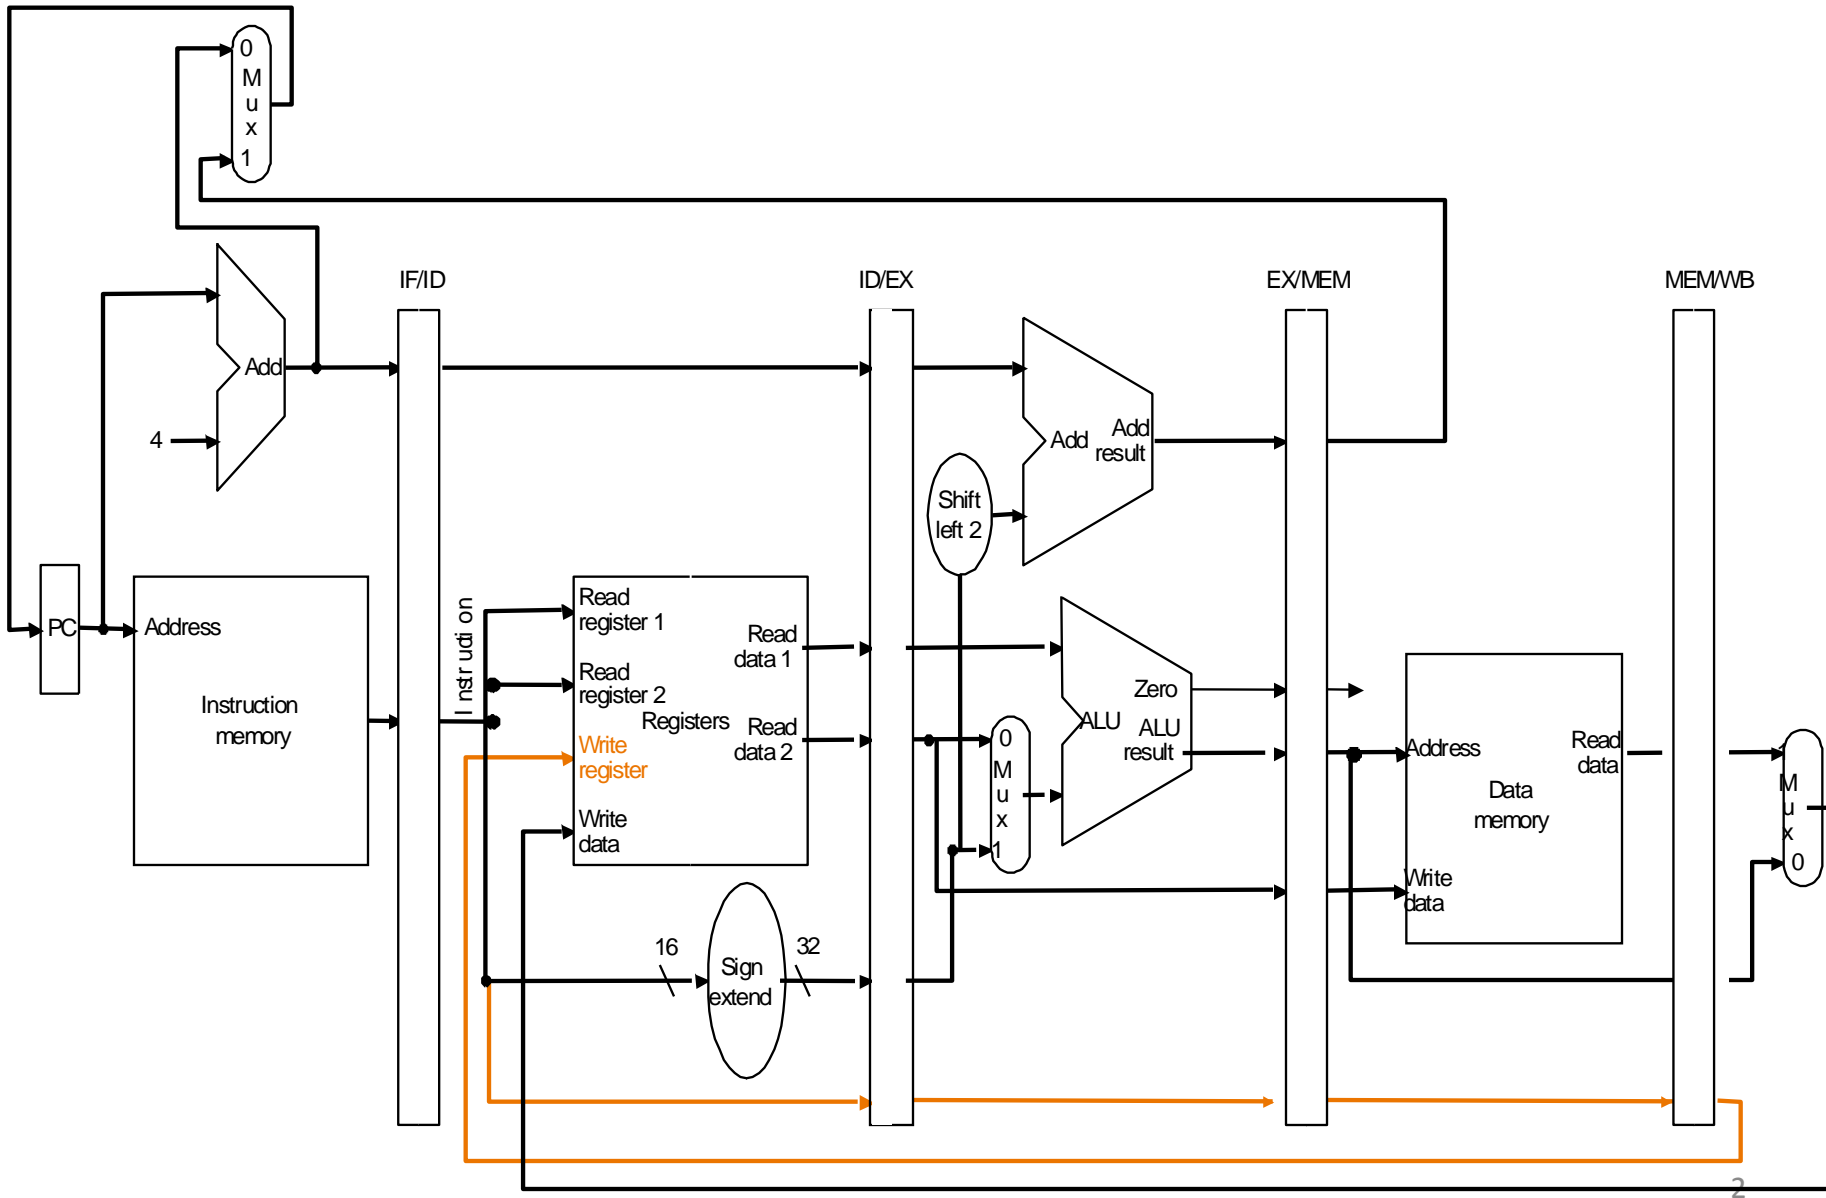 0
M
u
x
1
IF/ID
ID/EX
EX/MEM
MEM/WB
Add
4
Add
Add
result
Shift
left 2
PC
Address
Instruction
memory
Instruction
Read
register 1
Read
register 2
Write
register
Write
data
Registers
Read
data 1
Read
data 2
0
M
u
x
1
Zero
ALU
ALU
result
Address
Read
data
Data
memory
Write
data
1
M
u
x
0
16
Sign
extend
32
2